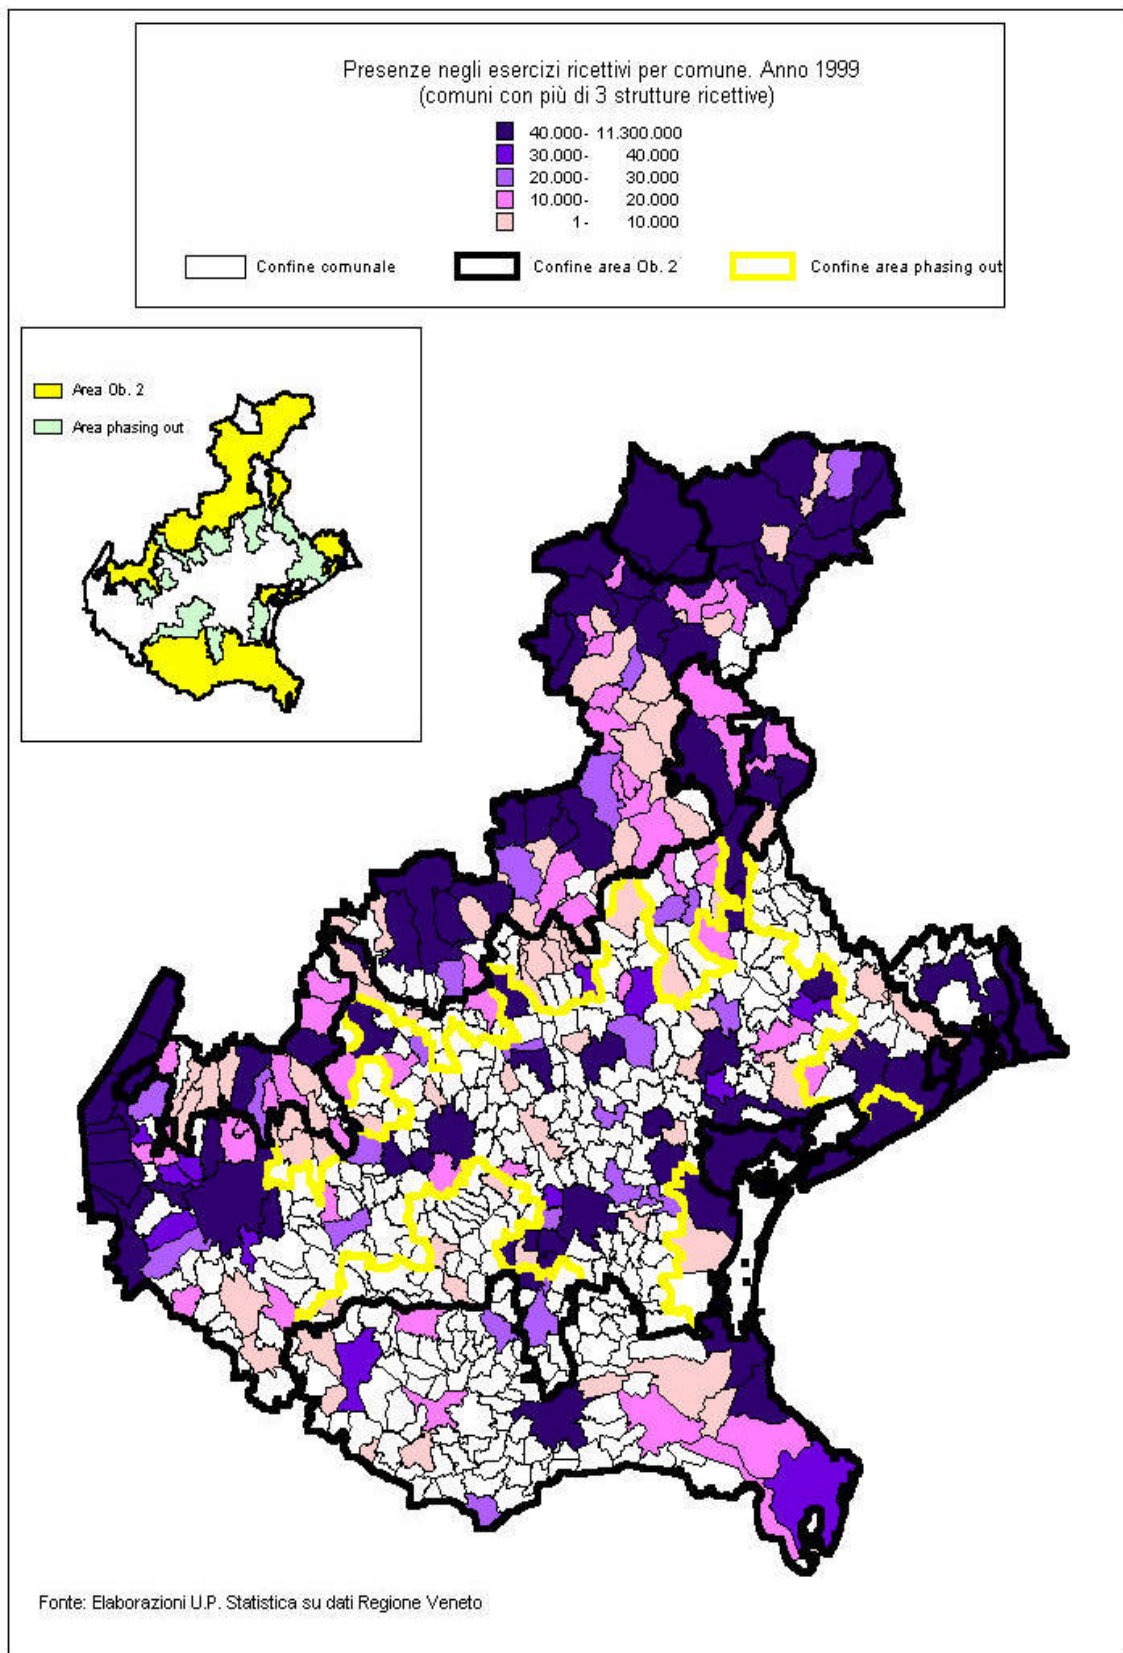 Presenze negli esercizi ricettivi per comune. Anno 1999
(comuni con più di 3 strutture ricettive)
40.000- 11.300.000
30.000- 40.000
20.000- 30.000
10.000- 20.000
1- 10.000
Confine comunale Confine area Ob. 2 Confine area phasing out
Area Ob. 2
Area phasing out
Fonte: Elaborazioni U.P. Statistica su dati Regione Veneto